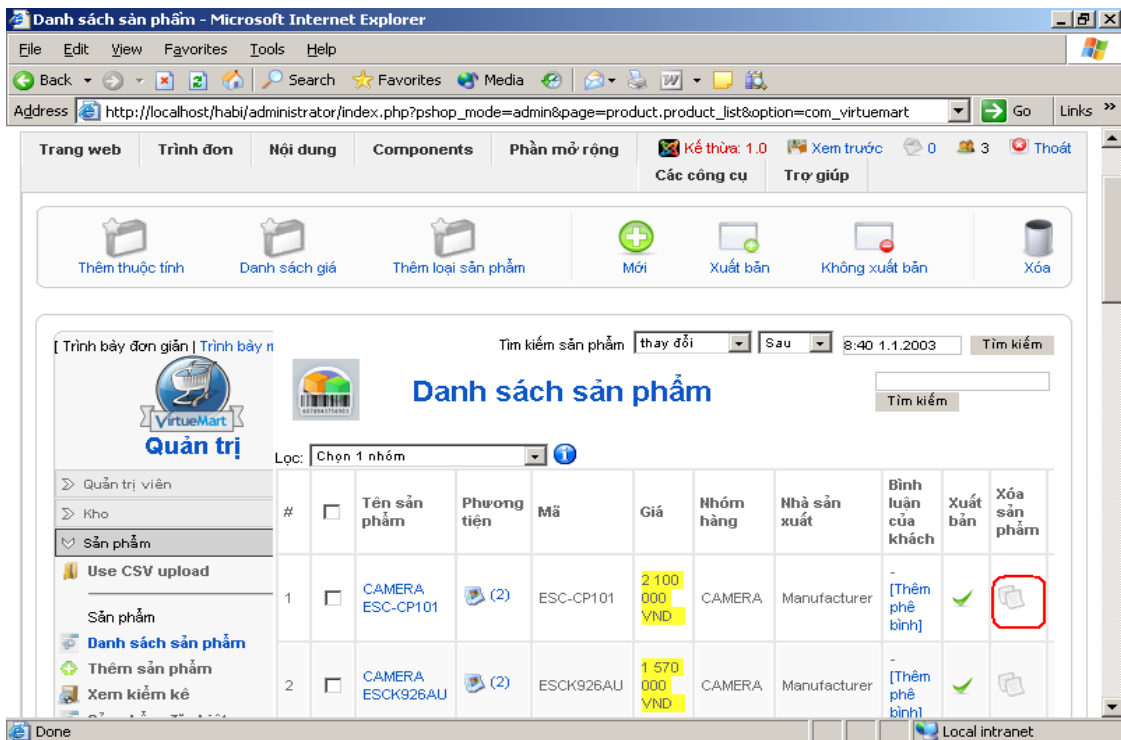 Danh sách sản phẩm - Microsoft Internet Explorer
File Edit View Favorites Tools Help
Back Search Favorites Media
Address http://localhost/habi/administrator/index.php?pshop_mode=admin&page=product.product_list&option=com_virtuemart Go Links »
Trang web Trình đơn Nội dung Components Phần mở rộng Kế thừa: 1.0 Xem trước 0 3 Thoát
Các công cụ Trợ giúp
Thêm thuộc tính Danh sách giá Thêm loại sản phẩm Mới Xuất bản Không xuất bản Xóa
[ Trình bày đơn giản | Trình bày
Tìm kiếm sản phẩm thay đổi Sau 8:40 1.1.2003 Tìm kiếm
VirtueMart
Quản trị
Danh sách sản phẩm
Tìm kiếm
Lọc: Chọn 1 nhóm
Quản trị viên
Kho
Sản phẩm
Use CSV upload
Sản phẩm
Danh sách sản phẩm
Thêm sản phẩm
Xem kiểm kê
# Tên sản phẩm Phương tiện Mã Giá Nhóm hàng Nhà sản xuất Bình luận của khách Xuất bản Xóa sản phẩm
1 CAMERA ESC-CP101 (2) ESC-CP101 2 100 000 VND CAMERA Manufacturer - [Thêm phê bình]
2 CAMERA ESCK926AU (2) ESCK926AU 1 570 000 VND CAMERA Manufacturer - [Thêm phê bình]
Done Local intranet